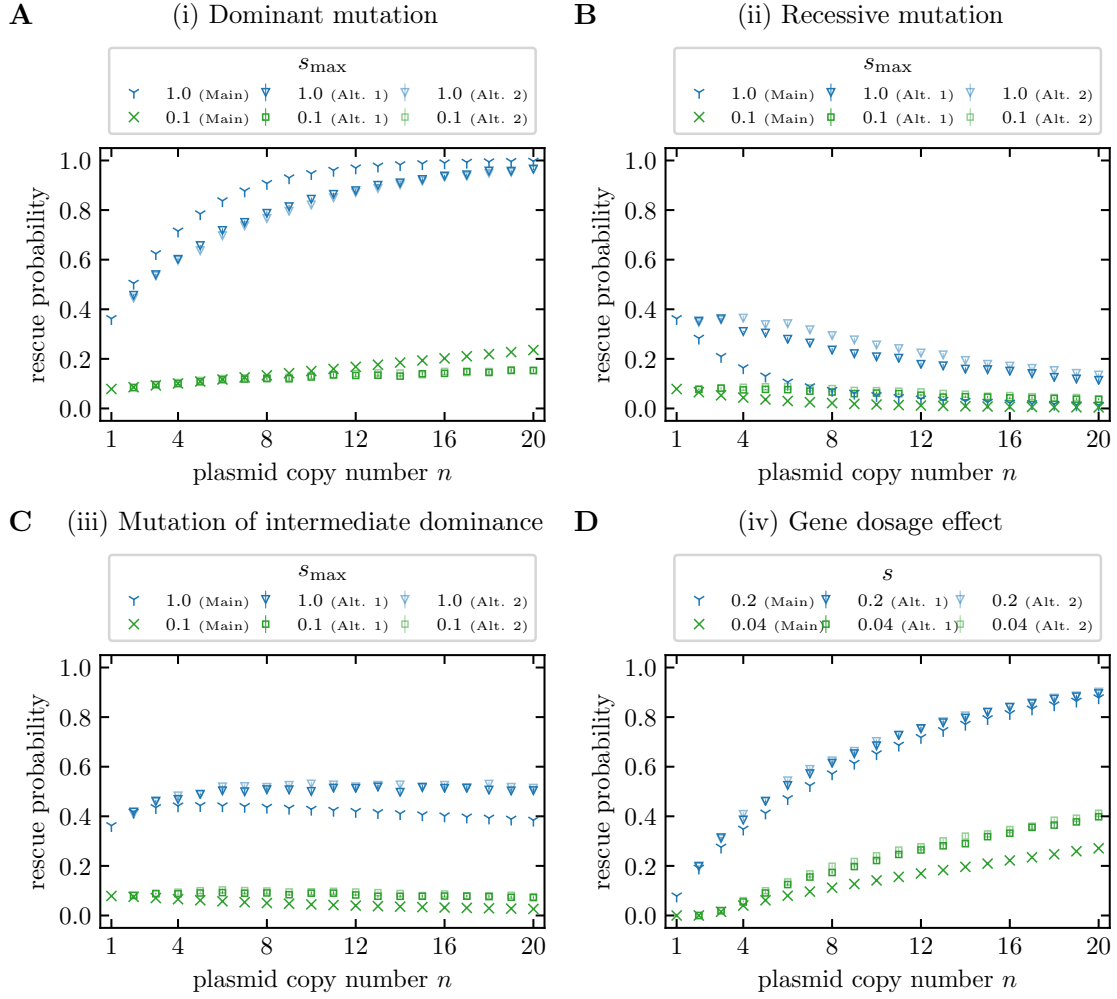 A (i) Dominant mutation
s_max
1.0 (Main) 1.0 (Alt. 1) 1.0 (Alt. 2)
0.1 (Main) 0.1 (Alt. 1) 0.1 (Alt. 2)
rescue probability
1.0
0.8
0.6
0.4
0.2
0.0
1 4 8 12 16 20
plasmid copy number n
B (ii) Recessive mutation
s_max
1.0 (Main) 1.0 (Alt. 1) 1.0 (Alt. 2)
0.1 (Main) 0.1 (Alt. 1) 0.1 (Alt. 2)
rescue probability
1.0
0.8
0.6
0.4
0.2
0.0
1 4 8 12 16 20
plasmid copy number n
C (iii) Mutation of intermediate dominance
s_max
1.0 (Main) 1.0 (Alt. 1) 1.0 (Alt. 2)
0.1 (Main) 0.1 (Alt. 1) 0.1 (Alt. 2)
rescue probability
1.0
0.8
0.6
0.4
0.2
0.0
1 4 8 12 16 20
plasmid copy number n
D (iv) Gene dosage effect
s
0.2 (Main) 0.2 (Alt. 1) 0.2 (Alt. 2)
0.04 (Main) 0.04 (Alt. 1) 0.04 (Alt. 2)
rescue probability
1.0
0.8
0.6
0.4
0.2
0.0
1 4 8 12 16 20
plasmid copy number n